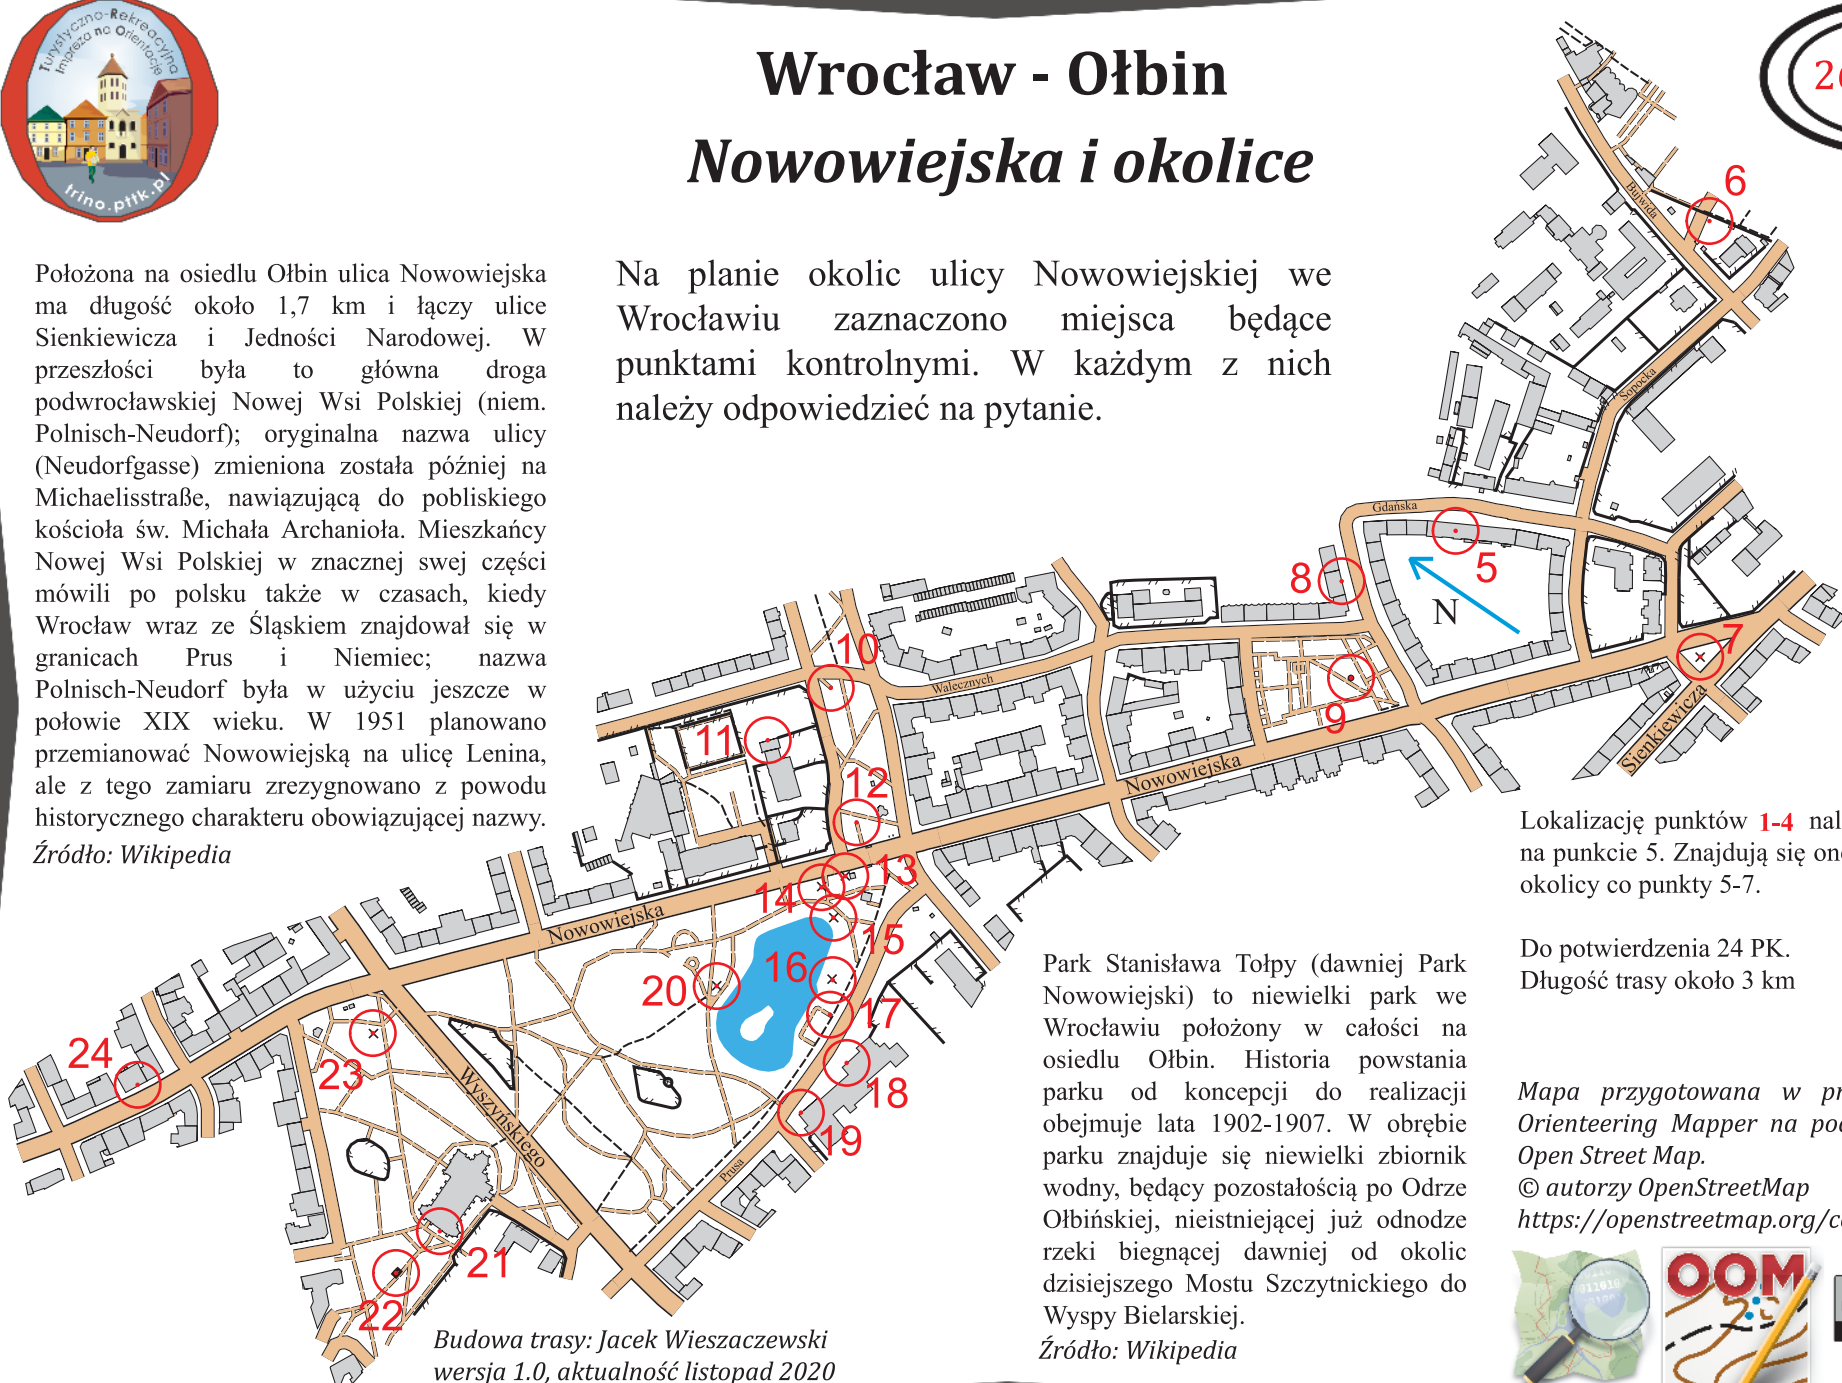 Turystyczno-Rekreacyjna
Impreza na Orientację
trino.pttk.pl
Wrocław - Ołbin
Nowowiejska i okolice
Położona na osiedlu Ołbin ulica Nowowiejska
ma długość około 1,7 km i łączy ulice
Sienkiewicza i Jedności Narodowej. W
przeszłości była to główna droga
podwrocławskiej Nowej Wsi Polskiej (niem.
Polnisch-Neudorf); oryginalna nazwa ulicy
(Neudorfgasse) zmieniona została później na
Michaelisstraße, nawiązującą do pobliskiego
kościoła św. Michała Archanioła. Mieszkańcy
Nowej Wsi Polskiej w znacznej swej części
mówili po polsku także w czasach, kiedy
Wrocław wraz ze Śląskiem znajdował się w
granicach Prus i Niemiec; nazwa
Polnisch-Neudorf była w użyciu jeszcze w
połowie XIX wieku. W 1951 planowano
przemianować Nowowiejską na ulicę Lenina,
ale z tego zamiaru zrezygnowano z powodu
historycznego charakteru obowiązującej nazwy.
Źródło: Wikipedia
Na planie okolic ulicy Nowowiejskiej we
Wrocławiu zaznaczono miejsca będące
punktami kontrolnymi. W każdym z nich
należy odpowiedzieć na pytanie.
6
Bujwida
Sopocka
Gdańska
5
8
N
7
Sienkiewicza
9
10
Walecznych
11
12
Nowowiejska
13
14
15
Nowowiejska
16
20
17
18
19
24
23
Wyszyńskiego
Prusa
21
22
Lokalizację punktów 1-4 nal
na punkcie 5. Znajdują się on
okolicy co punkty 5-7.
Do potwierdzenia 24 PK.
Długość trasy około 3 km
Park Stanisława Tołpy (dawniej Park
Nowowiejski) to niewielki park we
Wrocławiu położony w całości na
osiedlu Ołbin. Historia powstania
parku od koncepcji do realizacji
obejmuje lata 1902-1907. W obrębie
parku znajduje się niewielki zbiornik
wodny, będący pozostałością po Odrze
Ołbińskiej, nieistniejącej już odnodze
rzeki biegnącej dawniej od okolic
dzisiejszego Mostu Szczytnickiego do
Wyspy Bielarskiej.
Źródło: Wikipedia
Mapa przygotowana w pr
Orienteering Mapper na po
Open Street Map.
© autorzy OpenStreetMap
https://openstreetmap.org/c
OOM
Budowa trasy: Jacek Wieszaczewski
wersja 1.0, aktualność listopad 2020